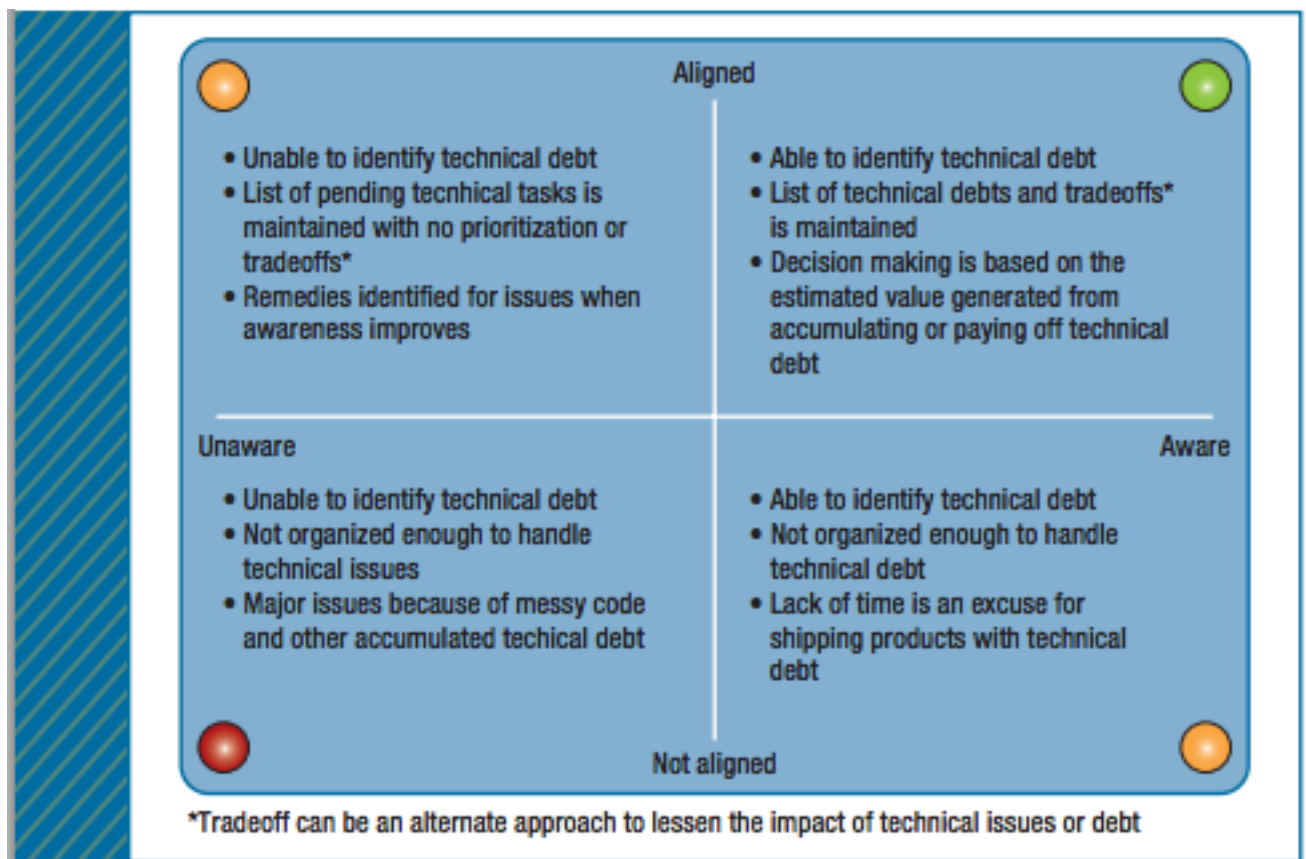 Aligned
• Unable to identify technical debt
• List of pending tecnhical tasks is
maintained with no prioritization or
tradeoffs*
• Remedies identified for issues when
awareness improves
• Able to identify technical debt
• List of technical debts and tradeoffs*
is maintained
• Decision making is based on the
estimated value generated from
accumulating or paying off technical
debt
Unaware
Aware
• Unable to identify technical debt
• Not organized enough to handle
technical issues
• Major issues because of messy code
and other accumulated techical debt
• Able to identify technical debt
• Not organized enough to handle
technical debt
• Lack of time is an excuse for
shipping products with technical
debt
Not aligned
*Tradeoff can be an alternate approach to lessen the impact of technical issues or debt